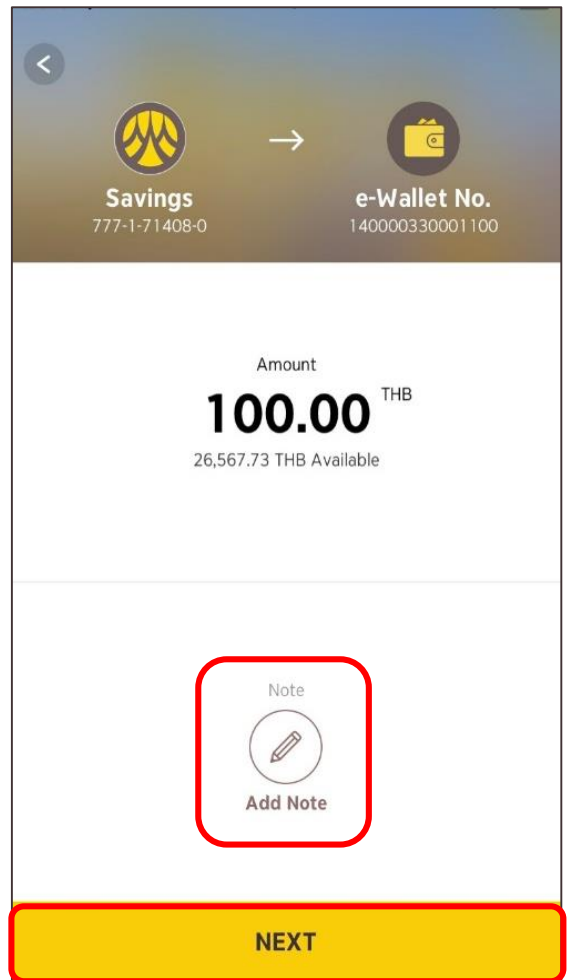 Savings
777-1-71408-0
e-Wallet No.
140000330001100
Amount
100.00 THB
26,567.73 THB Available
Note
Add Note
NEXT